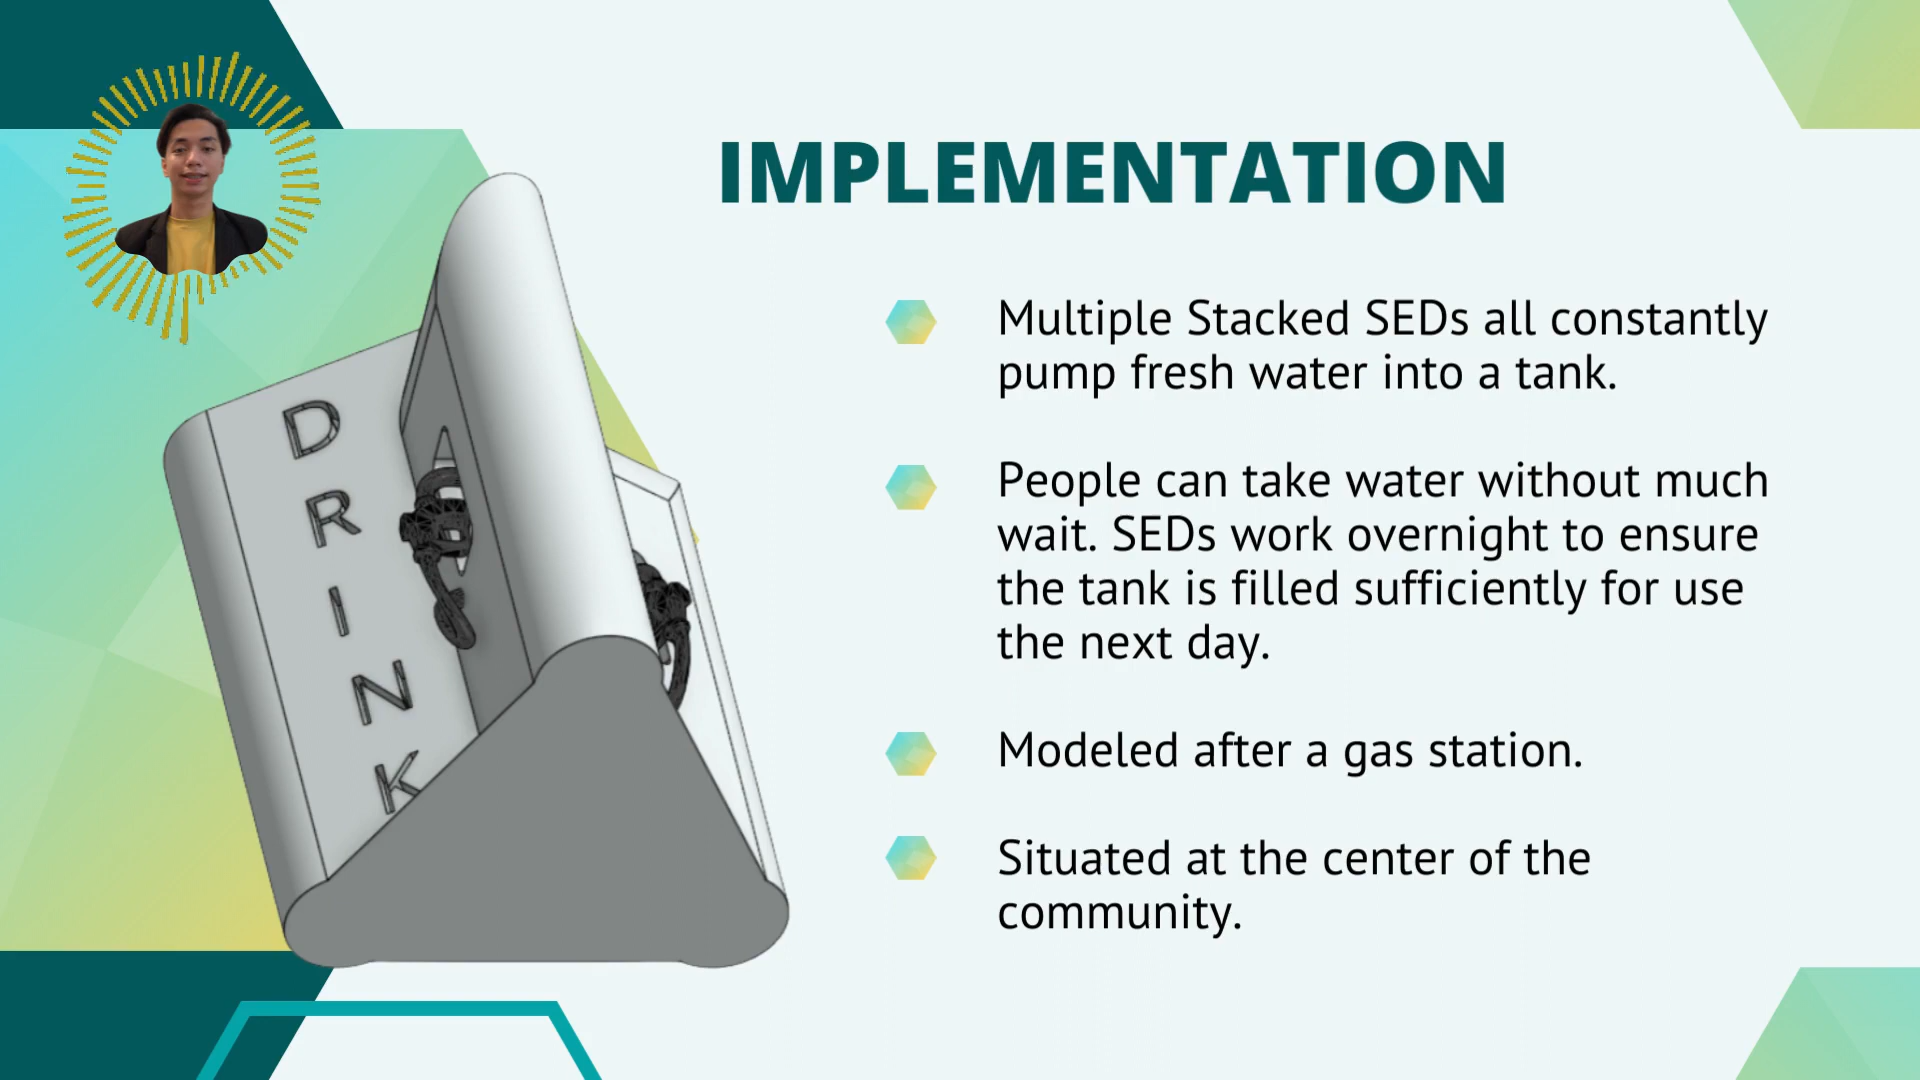 IMPLEMENTATION
Multiple Stacked SEDs all constantly
pump fresh water into a tank.
People can take water without much
wait. SEDs work overnight to ensure
the tank is filled sufficiently for use
the next day.
Modeled after a gas station.
Situated at the center of the
community.
DRINK